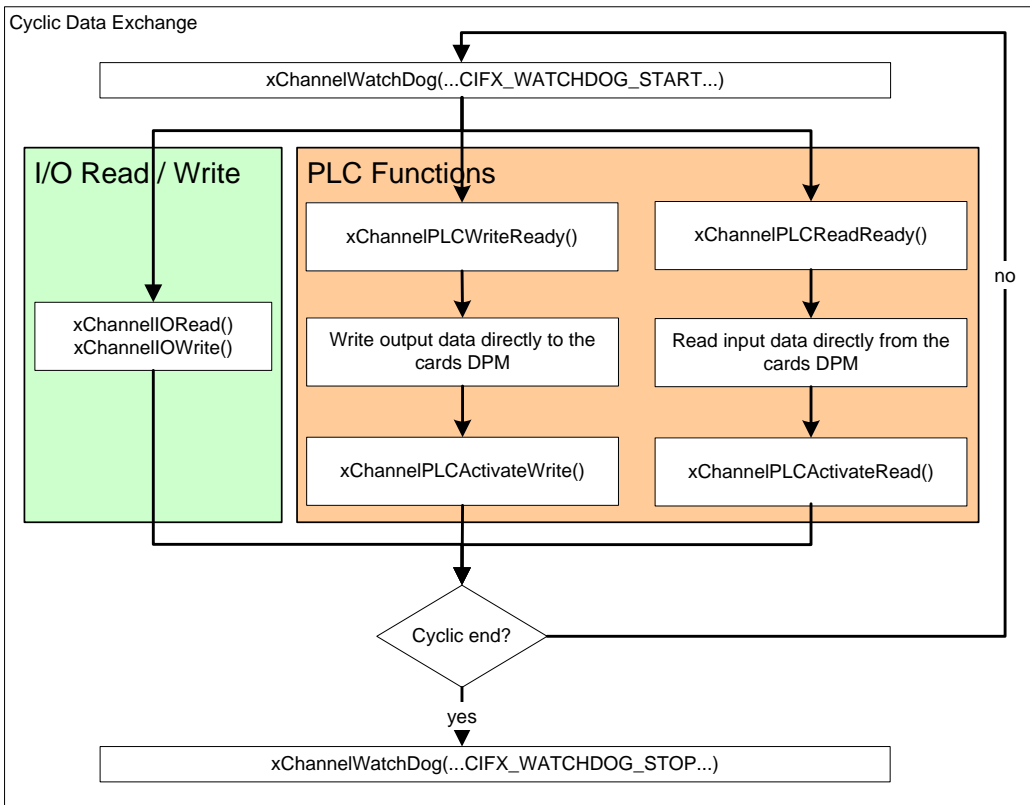 Cyclic Data Exchange
xChannelWatchDog(...CIFX_WATCHDOG_START...)
I/O Read / Write
xChannelIORead()
xChannelIOWrite()
PLC Functions
xChannelPLCWriteReady()
Write output data directly to the
cards DPM
xChannelPLCActivateWrite()
xChannelPLCReadReady()
Read input data directly from the
cards DPM
xChannelPLCActivateRead()
no
Cyclic end?
yes
xChannelWatchDog(...CIFX_WATCHDOG_STOP...)